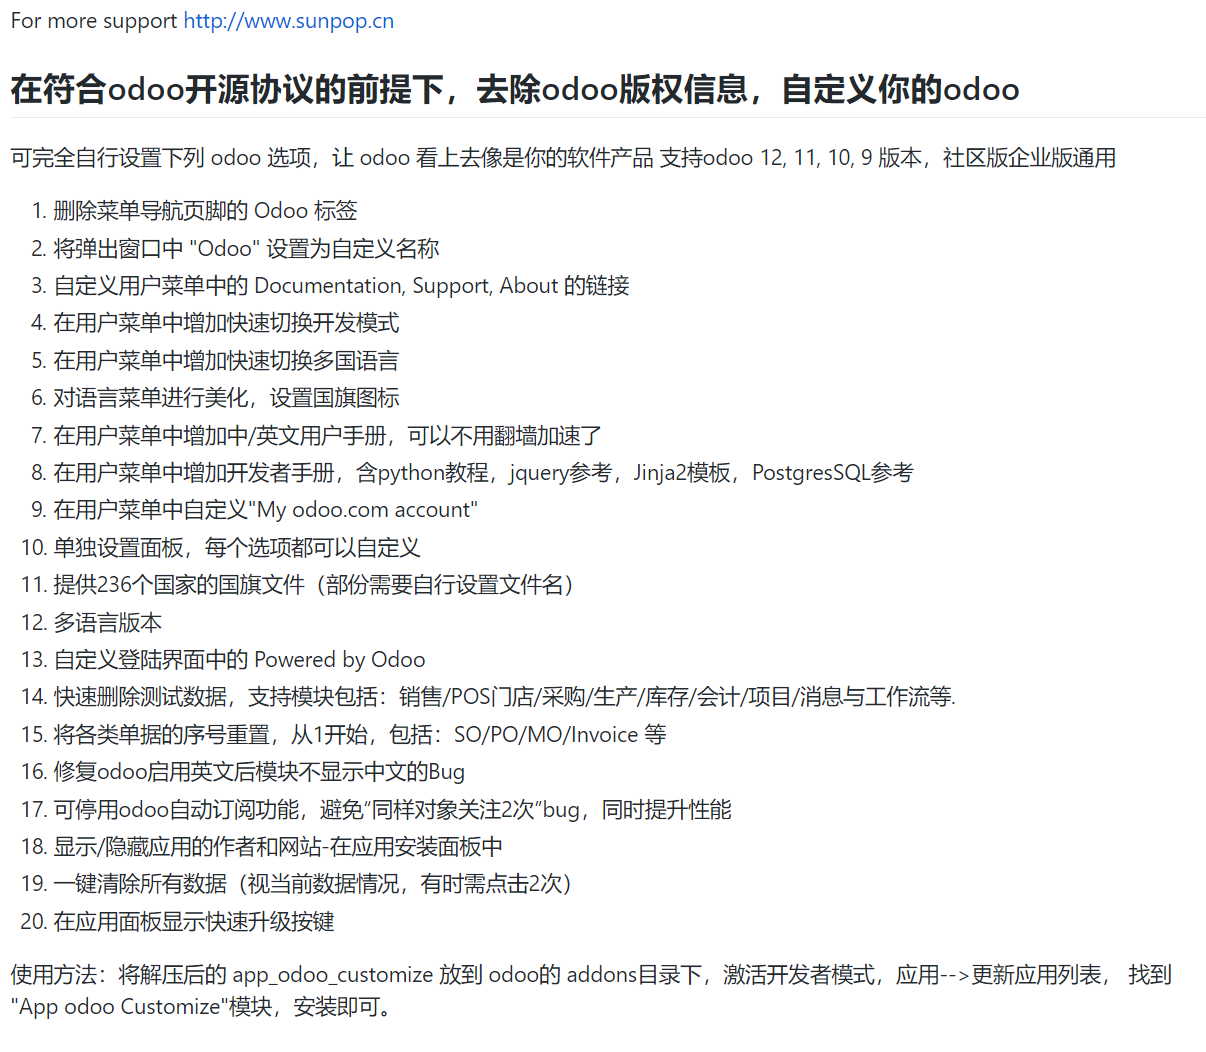 For more support http://www.sunpop.cn
在符合odoo开源协议的前提下，去除odoo版权信息，自定义你的odoo
可完全自行设置下列 odoo 选项，让 odoo 看上去像是你的软件产品 支持odoo 12, 11, 10, 9 版本，社区版企业版通用
1. 删除菜单导航页脚的 Odoo 标签
2. 将弹出窗口中 "Odoo" 设置为自定义名称
3. 自定义用户菜单中的 Documentation, Support, About 的链接
4. 在用户菜单中增加快速切换开发模式
5. 在用户菜单中增加快速切换多国语言
6. 对语言菜单进行美化，设置国旗图标
7. 在用户菜单中增加中/英文用户手册，可以不用翻墙加速了
8. 在用户菜单中增加开发者手册，含python教程，jquery参考，Jinja2模板，PostgresSQL参考
9. 在用户菜单中自定义"My odoo.com account"
10. 单独设置面板，每个选项都可以自定义
11. 提供236个国家的国旗文件（部份需要自行设置文件名）
12. 多语言版本
13. 自定义登陆界面中的 Powered by Odoo
14. 快速删除测试数据，支持模块包括：销售/POS门店/采购/生产/库存/会计/项目/消息与工作流等.
15. 将各类单据的序号重置，从1开始，包括：SO/PO/MO/Invoice 等
16. 修复odoo启用英文后模块不显示中文的Bug
17. 可停用odoo自动订阅功能，避免“同样对象关注2次”bug，同时提升性能
18. 显示/隐藏应用的作者和网站-在应用安装面板中
19. 一键清除所有数据（视当前数据情况，有时需点击2次）
20. 在应用面板显示快速升级按键
使用方法：将解压后的 app_odoo_customize 放到 odoo的 addons目录下，激活开发者模式，应用-->更新应用列表， 找到
"App odoo Customize"模块，安装即可。